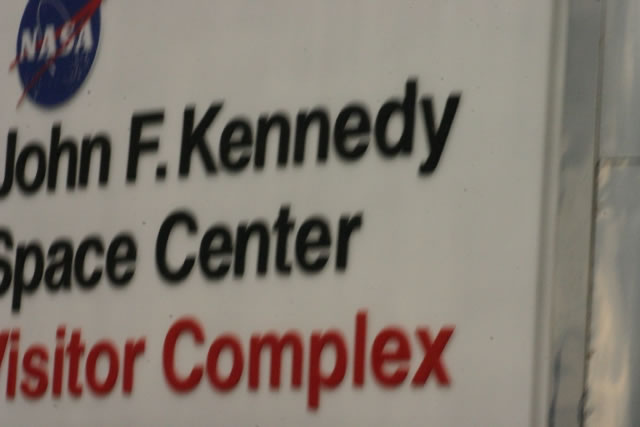 NASA
John F. Kennedy
Space Center
Visitor Complex